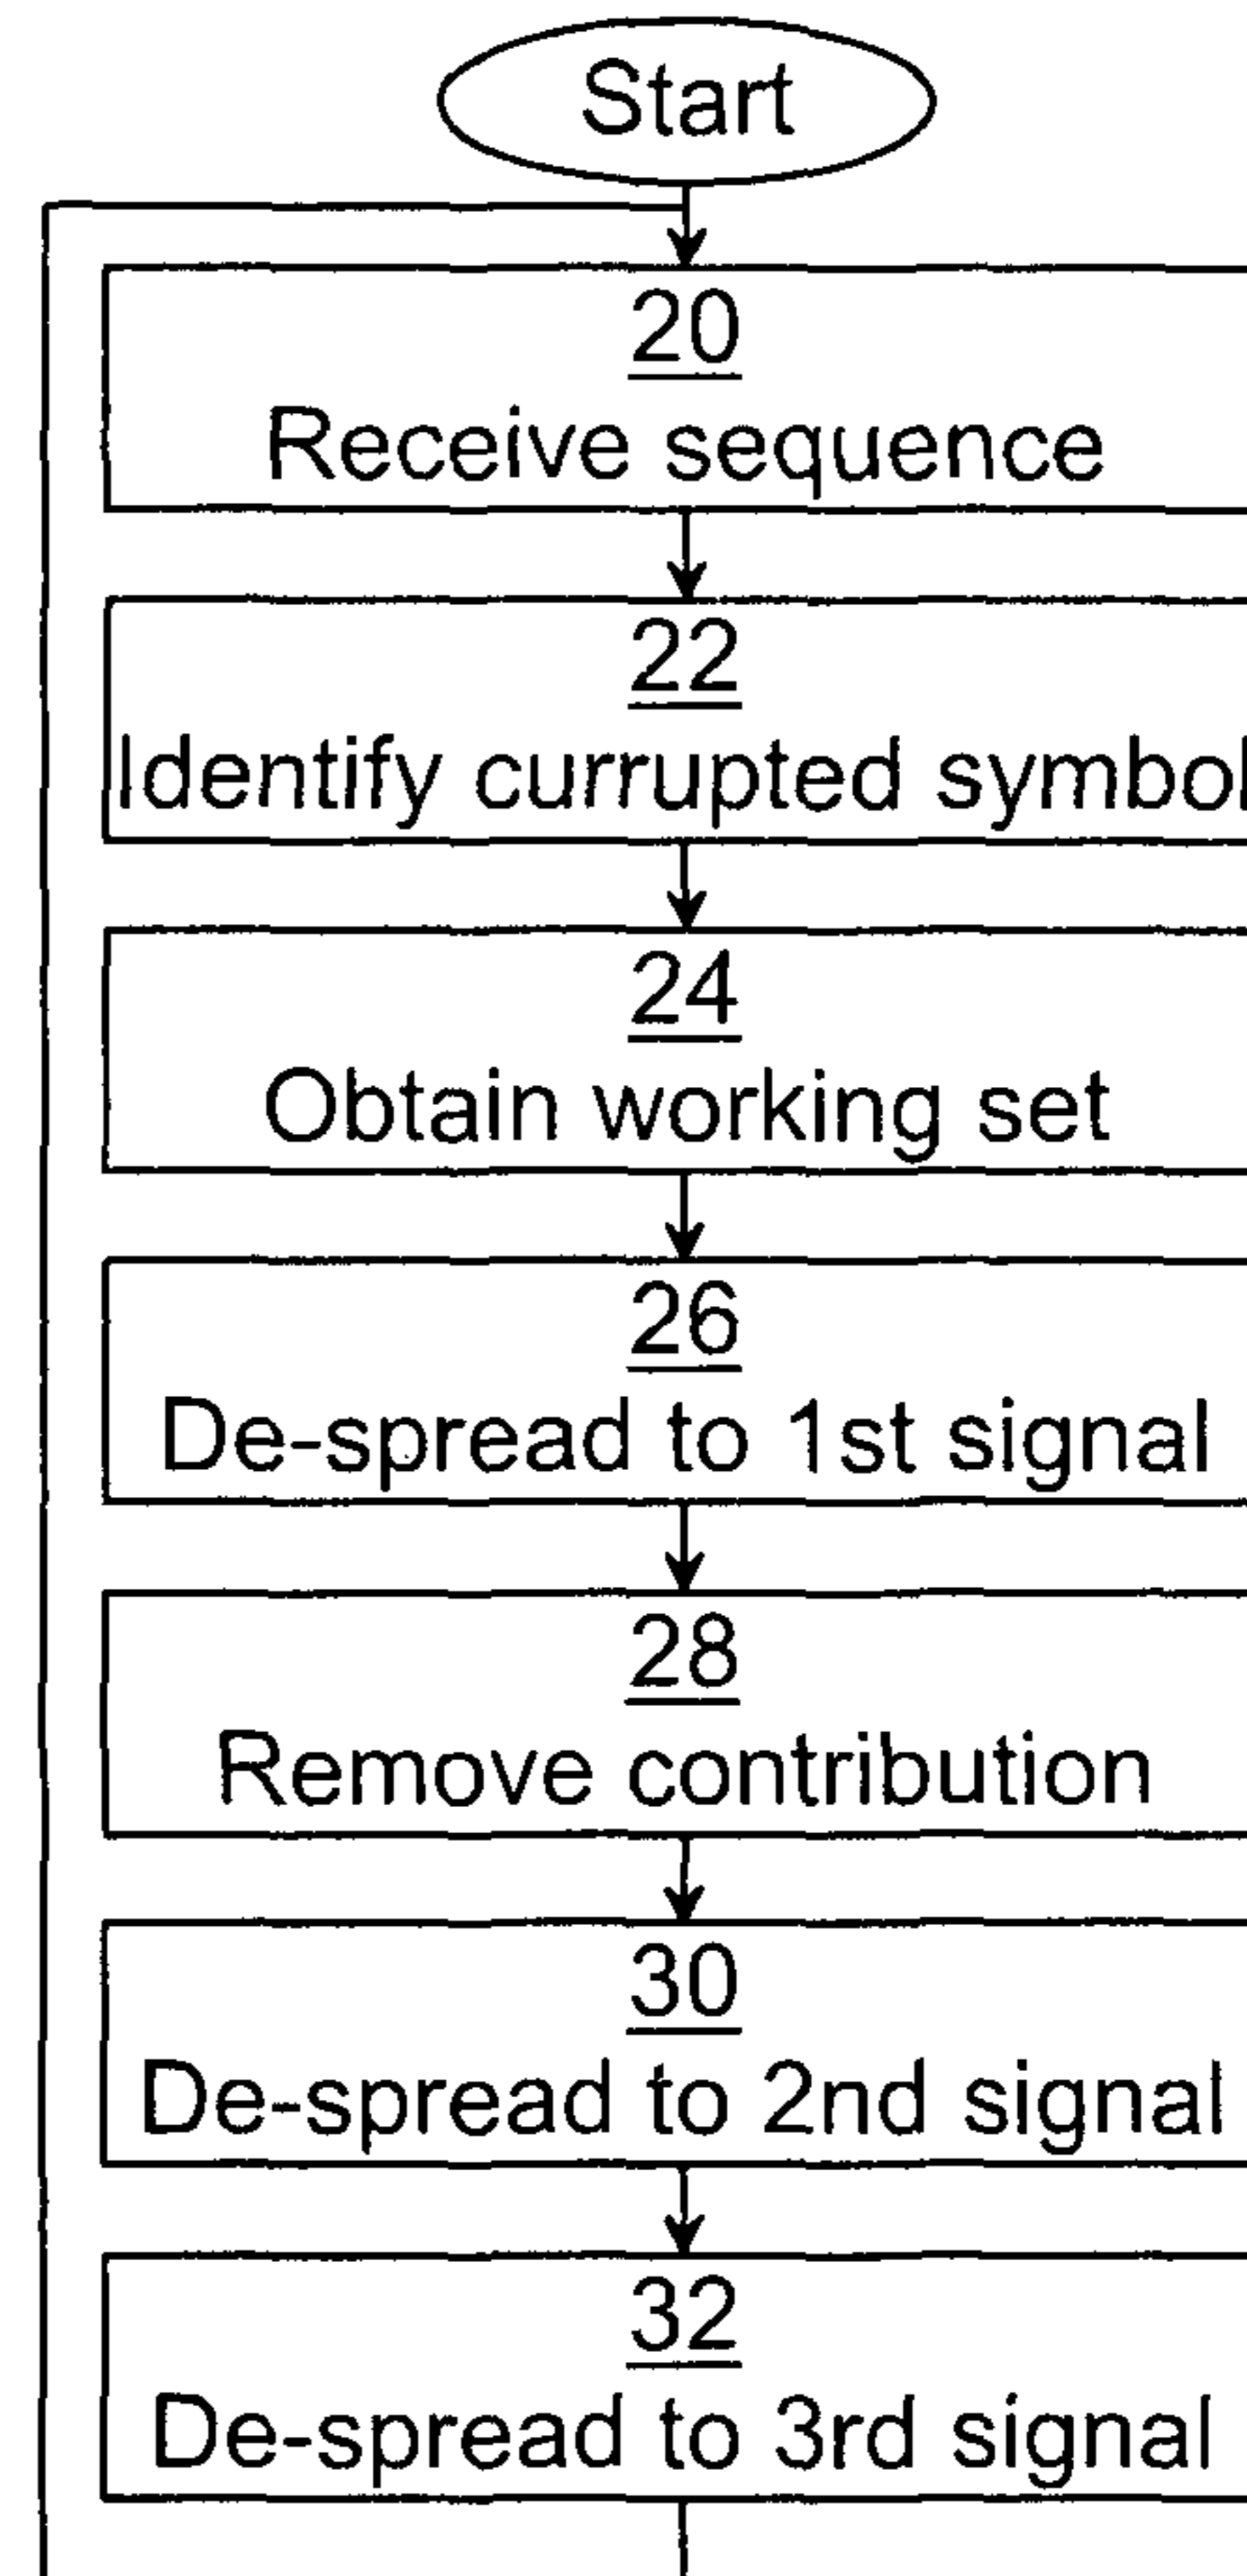 Start
20
Receive sequence
22
Identify currupted symbol
24
Obtain working set
26
De-spread to 1st signal
28
Remove contribution
30
De-spread to 2nd signal
32
De-spread to 3rd signal